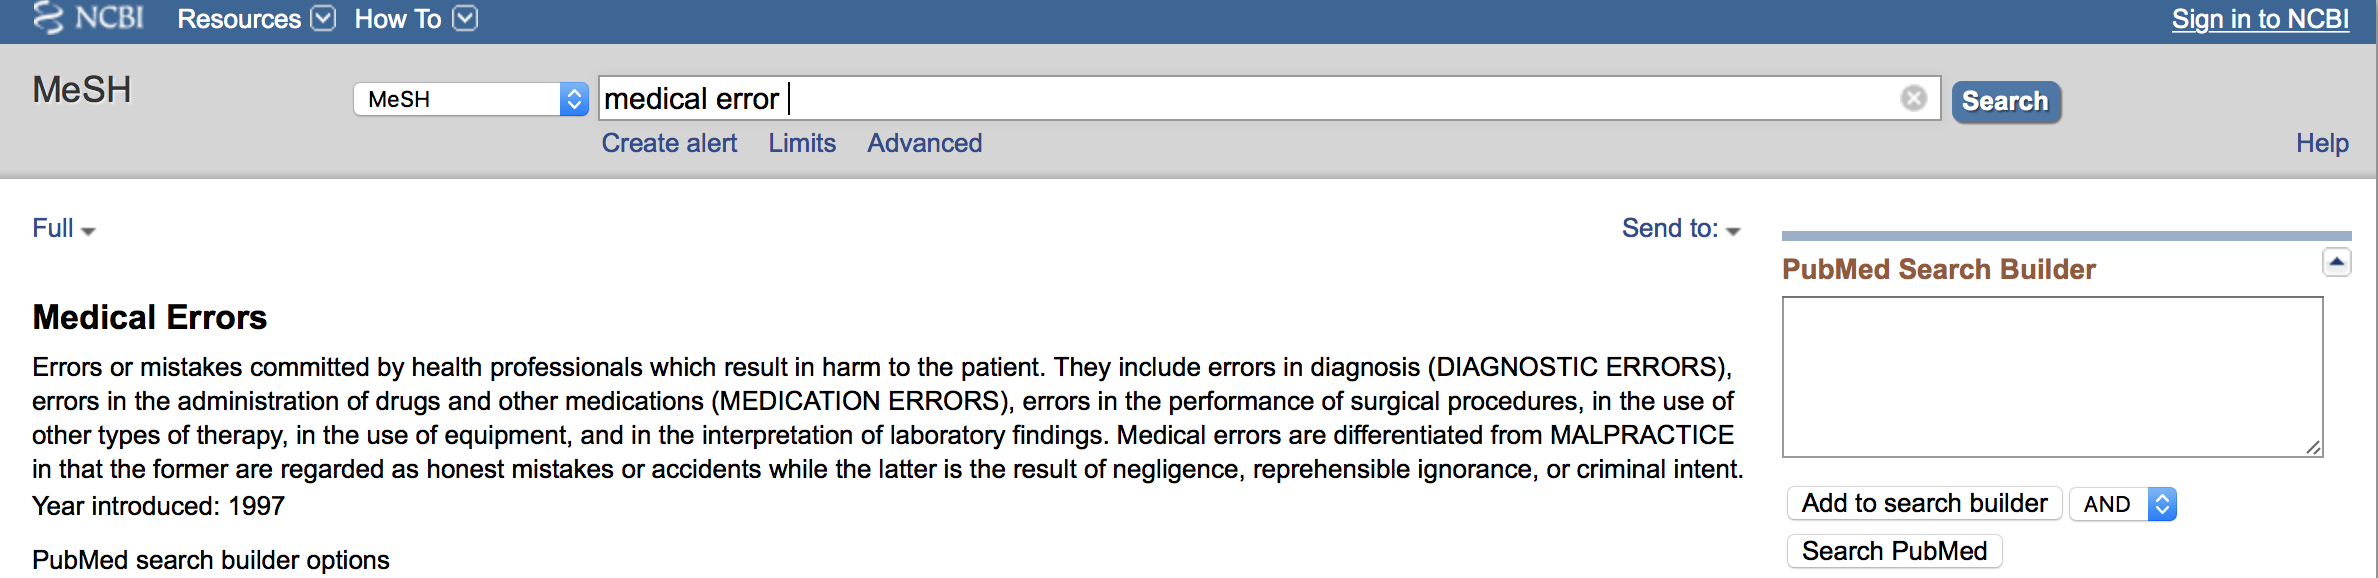 NCBI Resources How To Sign in to NCBI
MeSH MeSH medical error Search
Create alert Limits Advanced Help
Full Send to:
PubMed Search Builder
Medical Errors
Errors or mistakes committed by health professionals which result in harm to the patient. They include errors in diagnosis (DIAGNOSTIC ERRORS),
errors in the administration of drugs and other medications (MEDICATION ERRORS), errors in the performance of surgical procedures, in the use of
other types of therapy, in the use of equipment, and in the interpretation of laboratory findings. Medical errors are differentiated from MALPRACTICE
in that the former are regarded as honest mistakes or accidents while the latter is the result of negligence, reprehensible ignorance, or criminal intent.
Year introduced: 1997
Add to search builder AND
PubMed search builder options
Search PubMed